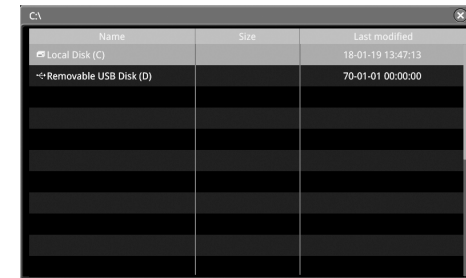 C:\
Name Size Last modified
Local Disk (C) 18-01-19 13:47:13
Removable USB Disk (D) 70-01-01 00:00:00